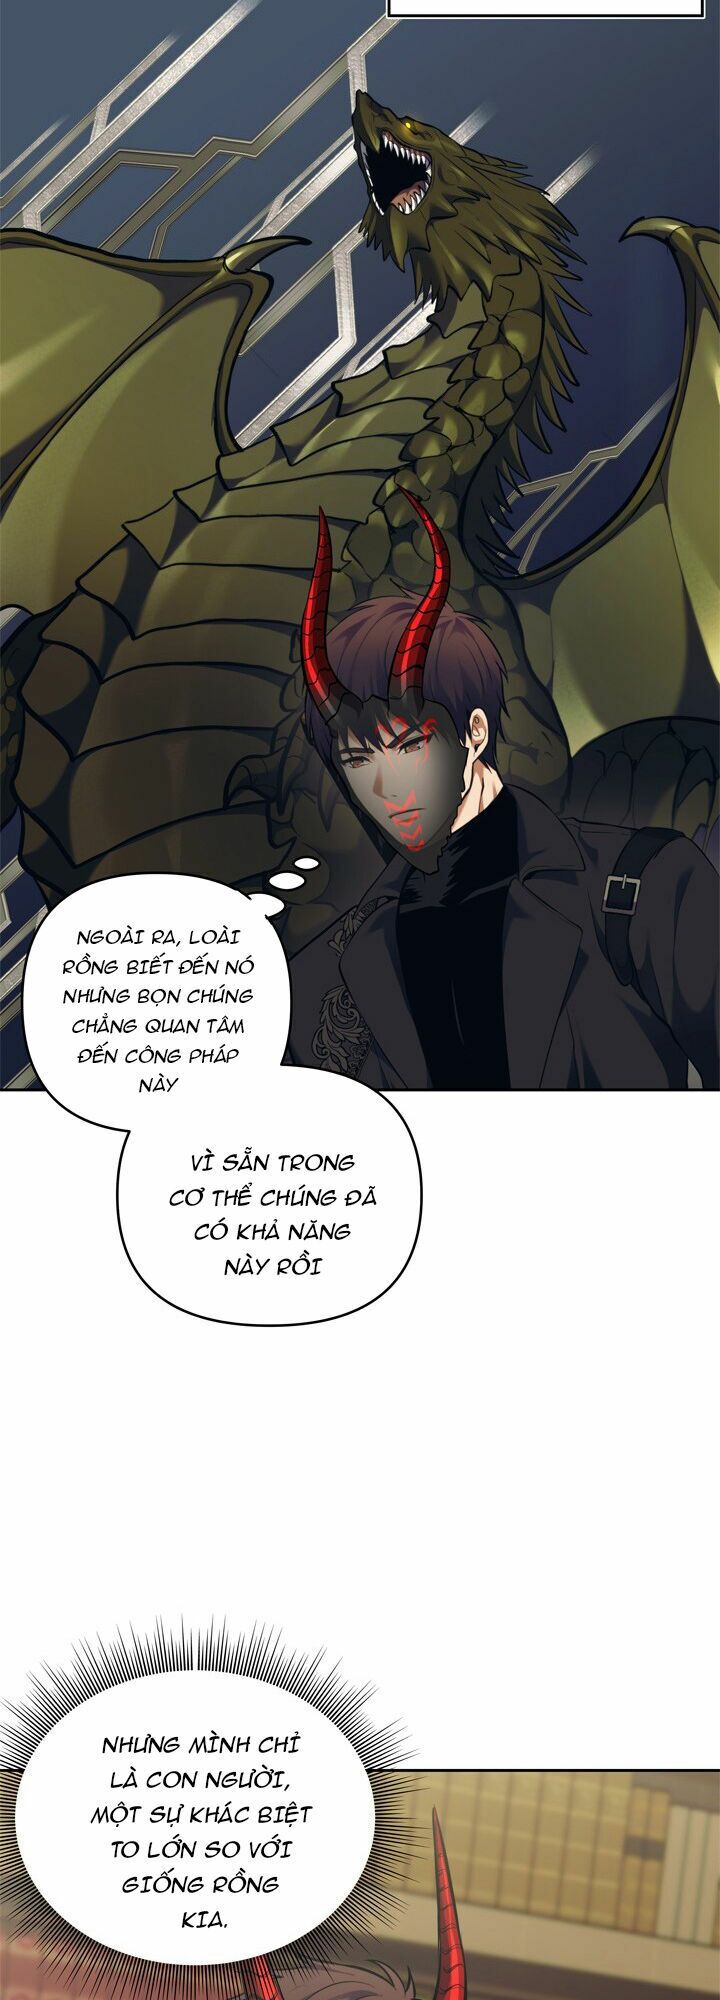 NGOÀI RA, LOÀI
RỒNG BIẾT ĐẾN NÓ
NHƯNG BỌN CHÚNG
CHẲNG QUAN TÂM
ĐẾN CÔNG PHÁP
NÀY
VÌ SẴN TRONG
CƠ THỂ CHÚNG ĐÃ
CÓ KHẢ NĂNG
NÀY RỒI
NHƯNG MÌNH CHỈ
LÀ CON NGƯỜI,
MỘT SỰ KHÁC BIỆT
TO LỚN SO VỚI
GIỐNG RỒNG
KIA.